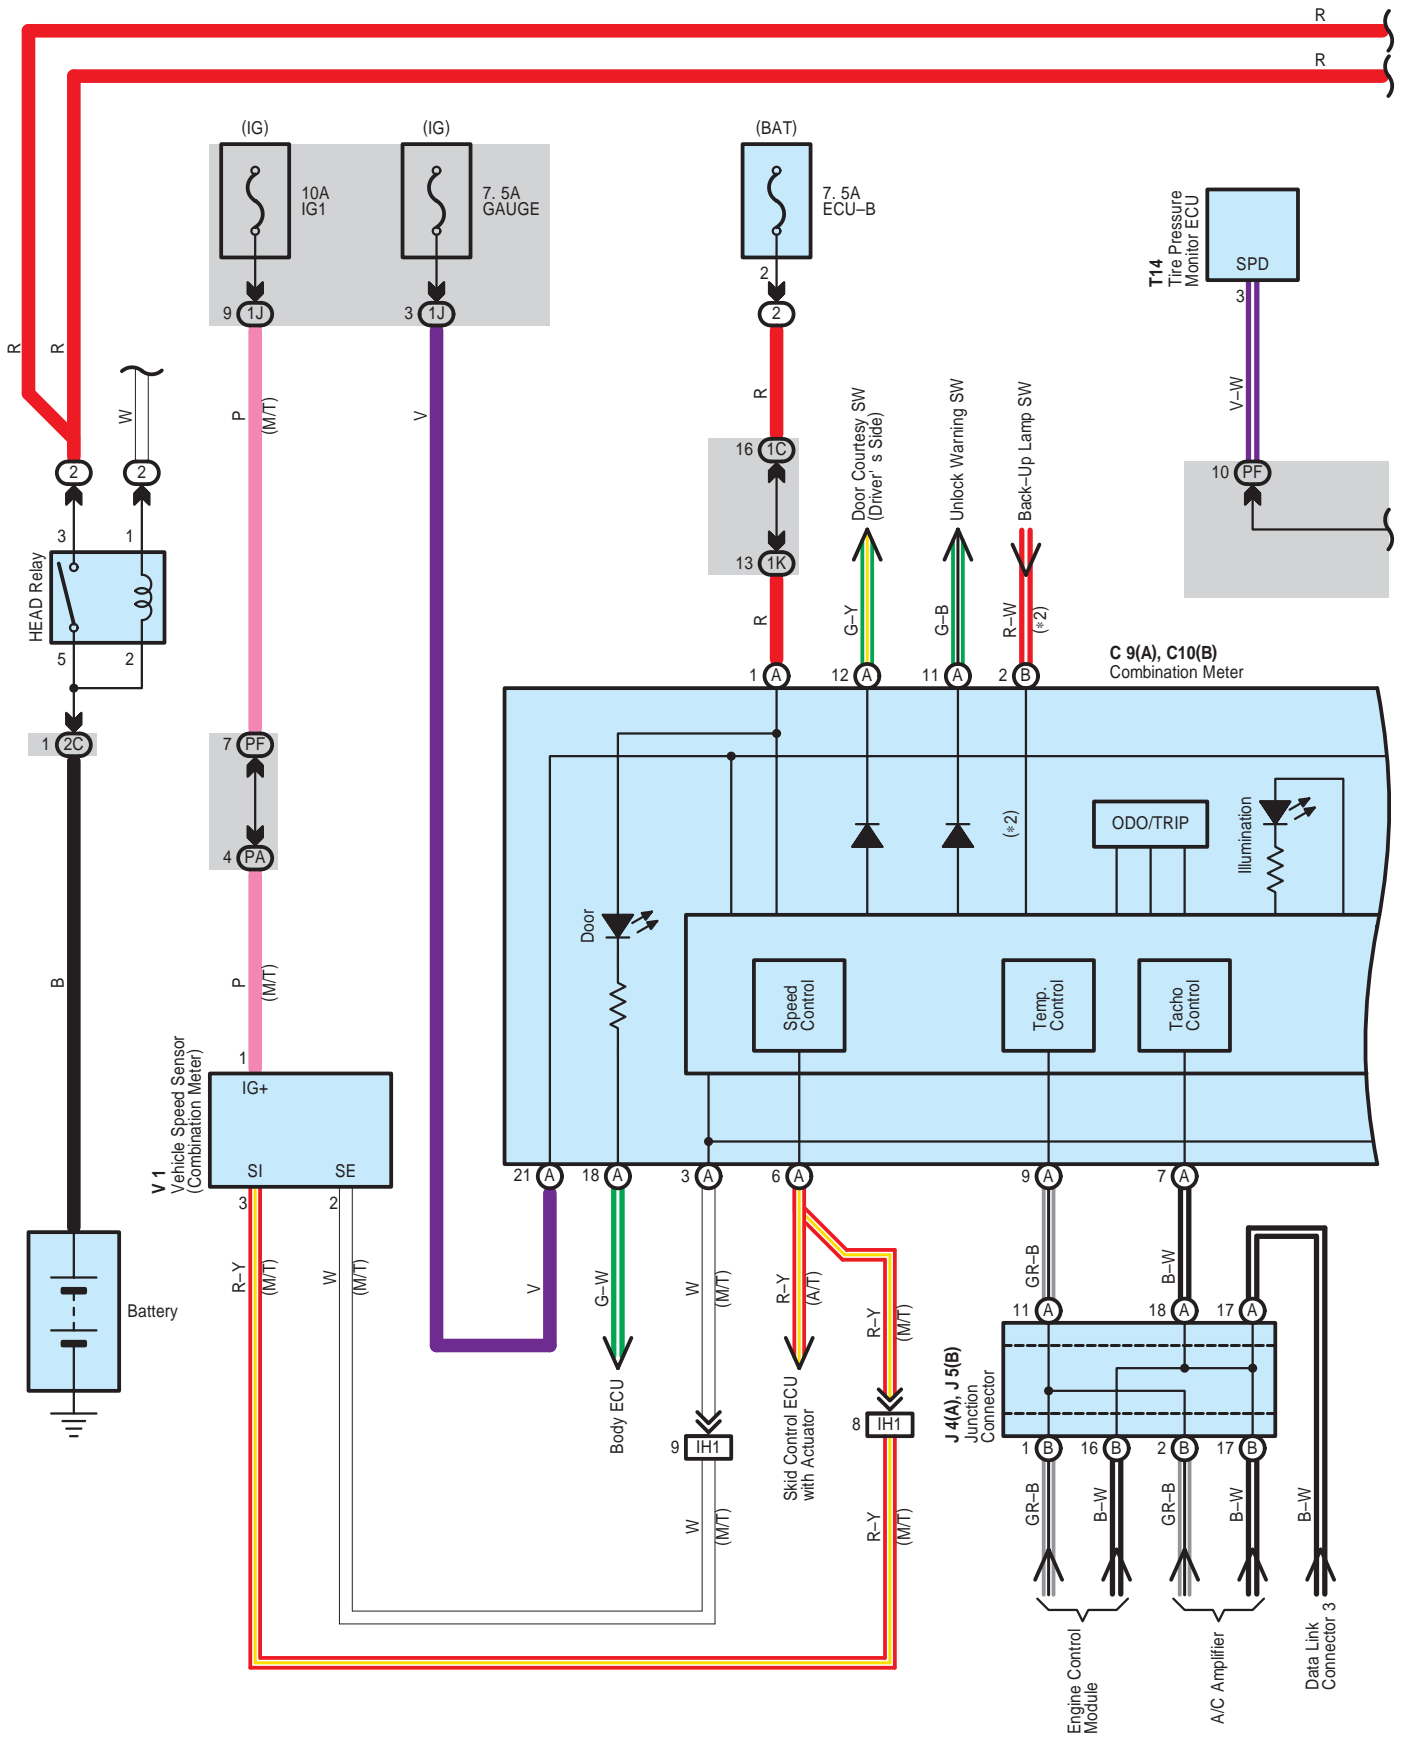 R
R
(IG)
(IG)
(BAT)
10A
IG1
7. 5A
GAUGE
7. 5A
ECU–B
T14
Tire Pressure
Monitor ECU
SPD
3
2
9 1J
3 1J
2
R
R
W
P
(M/T)
V
R
V–W
Door Courtesy SW
(Driver' s Side)
Unlock Warning SW
Back–Up Lamp SW
2
2
16 1C
10 PF
3
1
HEAD Relay
13 1K
5
2
R
G–Y
G–B
R–W
(*2)
C 9(A), C10(B)
Combination Meter
1 A
12 A
11 A
2 B
1 2C
7 PF
4 PA
(*2)
ODO/TRIP
Illumination
Door
B
P
(M/T)
Speed
Control
Temp.
Control
Tacho
Control
1
IG+
V 1
Vehicle Speed Sensor
(Combination Meter)
SI
SE
3
2
21 A
18 A
3 A
6 A
9 A
7 A
Battery
R–Y
(M/T)
W
(M/T)
V
G–W
W
(M/T)
R–Y
(A/T)
R–Y
(M/T)
GR–B
B–W
11 A
18 A
17 A
J 4(A), J 5(B)
Junction
Connector
Body ECU
Skid Control ECU
with Actuator
9 IH1
8 IH1
1 B
16 B
2 B
17 B
W
(M/T)
R–Y
(M/T)
GR–B
B–W
GR–B
B–W
B–W
Engine Control
Module
A/C Amplifier
Data Link
Connector 3